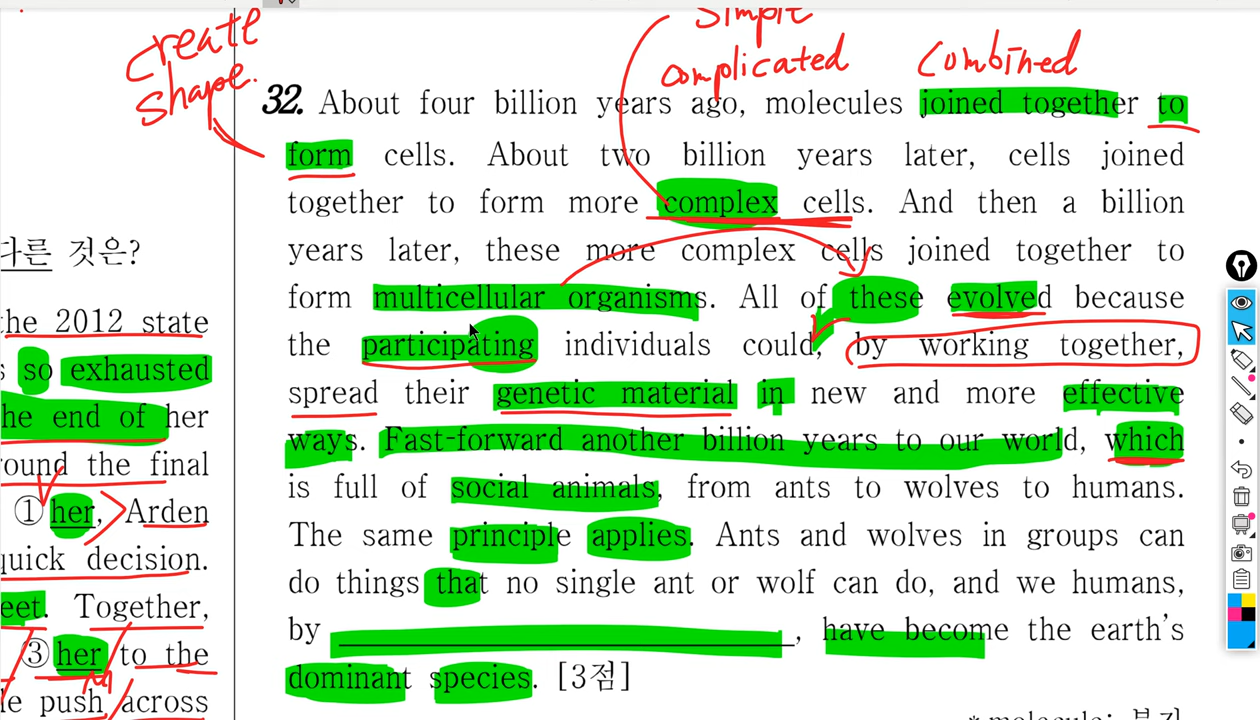 create
shape.
simple
complicated
combined
다른 것은?
the 2012 state
so exhausted
the end of her
round the final
① her, Arden
quick decision.
Together,
③ her to the
push across
32. About four billion years ago, molecules joined together to
form cells. About two billion years later, cells joined
together to form more complex cells. And then a billion
years later, these more complex cells joined together to
form multicellular organisms. All of these evolved because
the participating individuals could, by working together,
spread their genetic material in new and more effective
ways. Fast-forward another billion years to our world, which
is full of social animals, from ants to wolves to humans.
The same principle applies. Ants and wolves in groups can
do things that no single ant or wolf can do, and we humans,
by ____________________, have become the earth's
dominant species. [3점]
* molecule: 분자